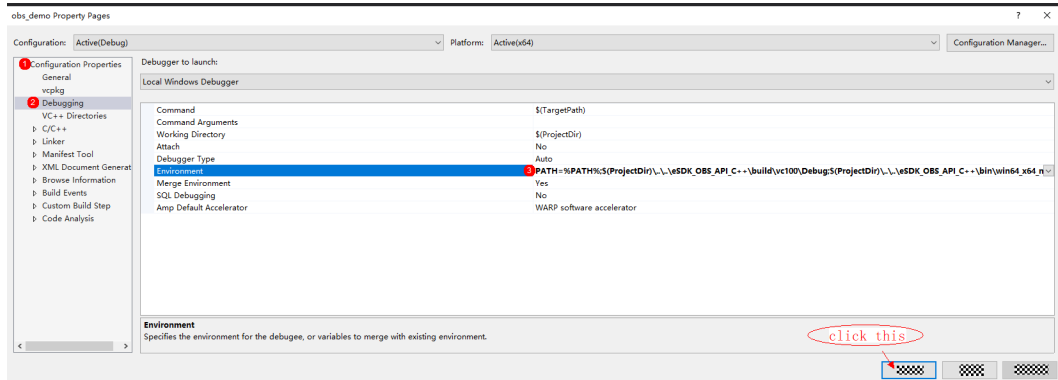 obs_demo Property Pages
? ×
Configuration: Active(Debug) Platform: Active(x64) Configuration Manager...
1 Configuration Properties
General
vcpkg
2 Debugging
VC++ Directories
C/C++
Linker
Manifest Tool
XML Document Generat
Browse Information
Build Events
Custom Build Step
Code Analysis
Debugger to launch:
Local Windows Debugger
Command $(TargetPath)
Command Arguments
Working Directory $(ProjectDir)
Attach No
Debugger Type Auto
Environment 3 PATH=%PATH%;$(ProjectDir)\..\..\eSDK_OBS_API_C++\build\vc100\Debug;$(ProjectDir)\..\..\eSDK_OBS_API_C++\bin\win64_x64_n
Merge Environment Yes
SQL Debugging No
Amp Default Accelerator WARP software accelerator
Environment
Specifies the environment for the debugee, or variables to merge with existing environment.
click this